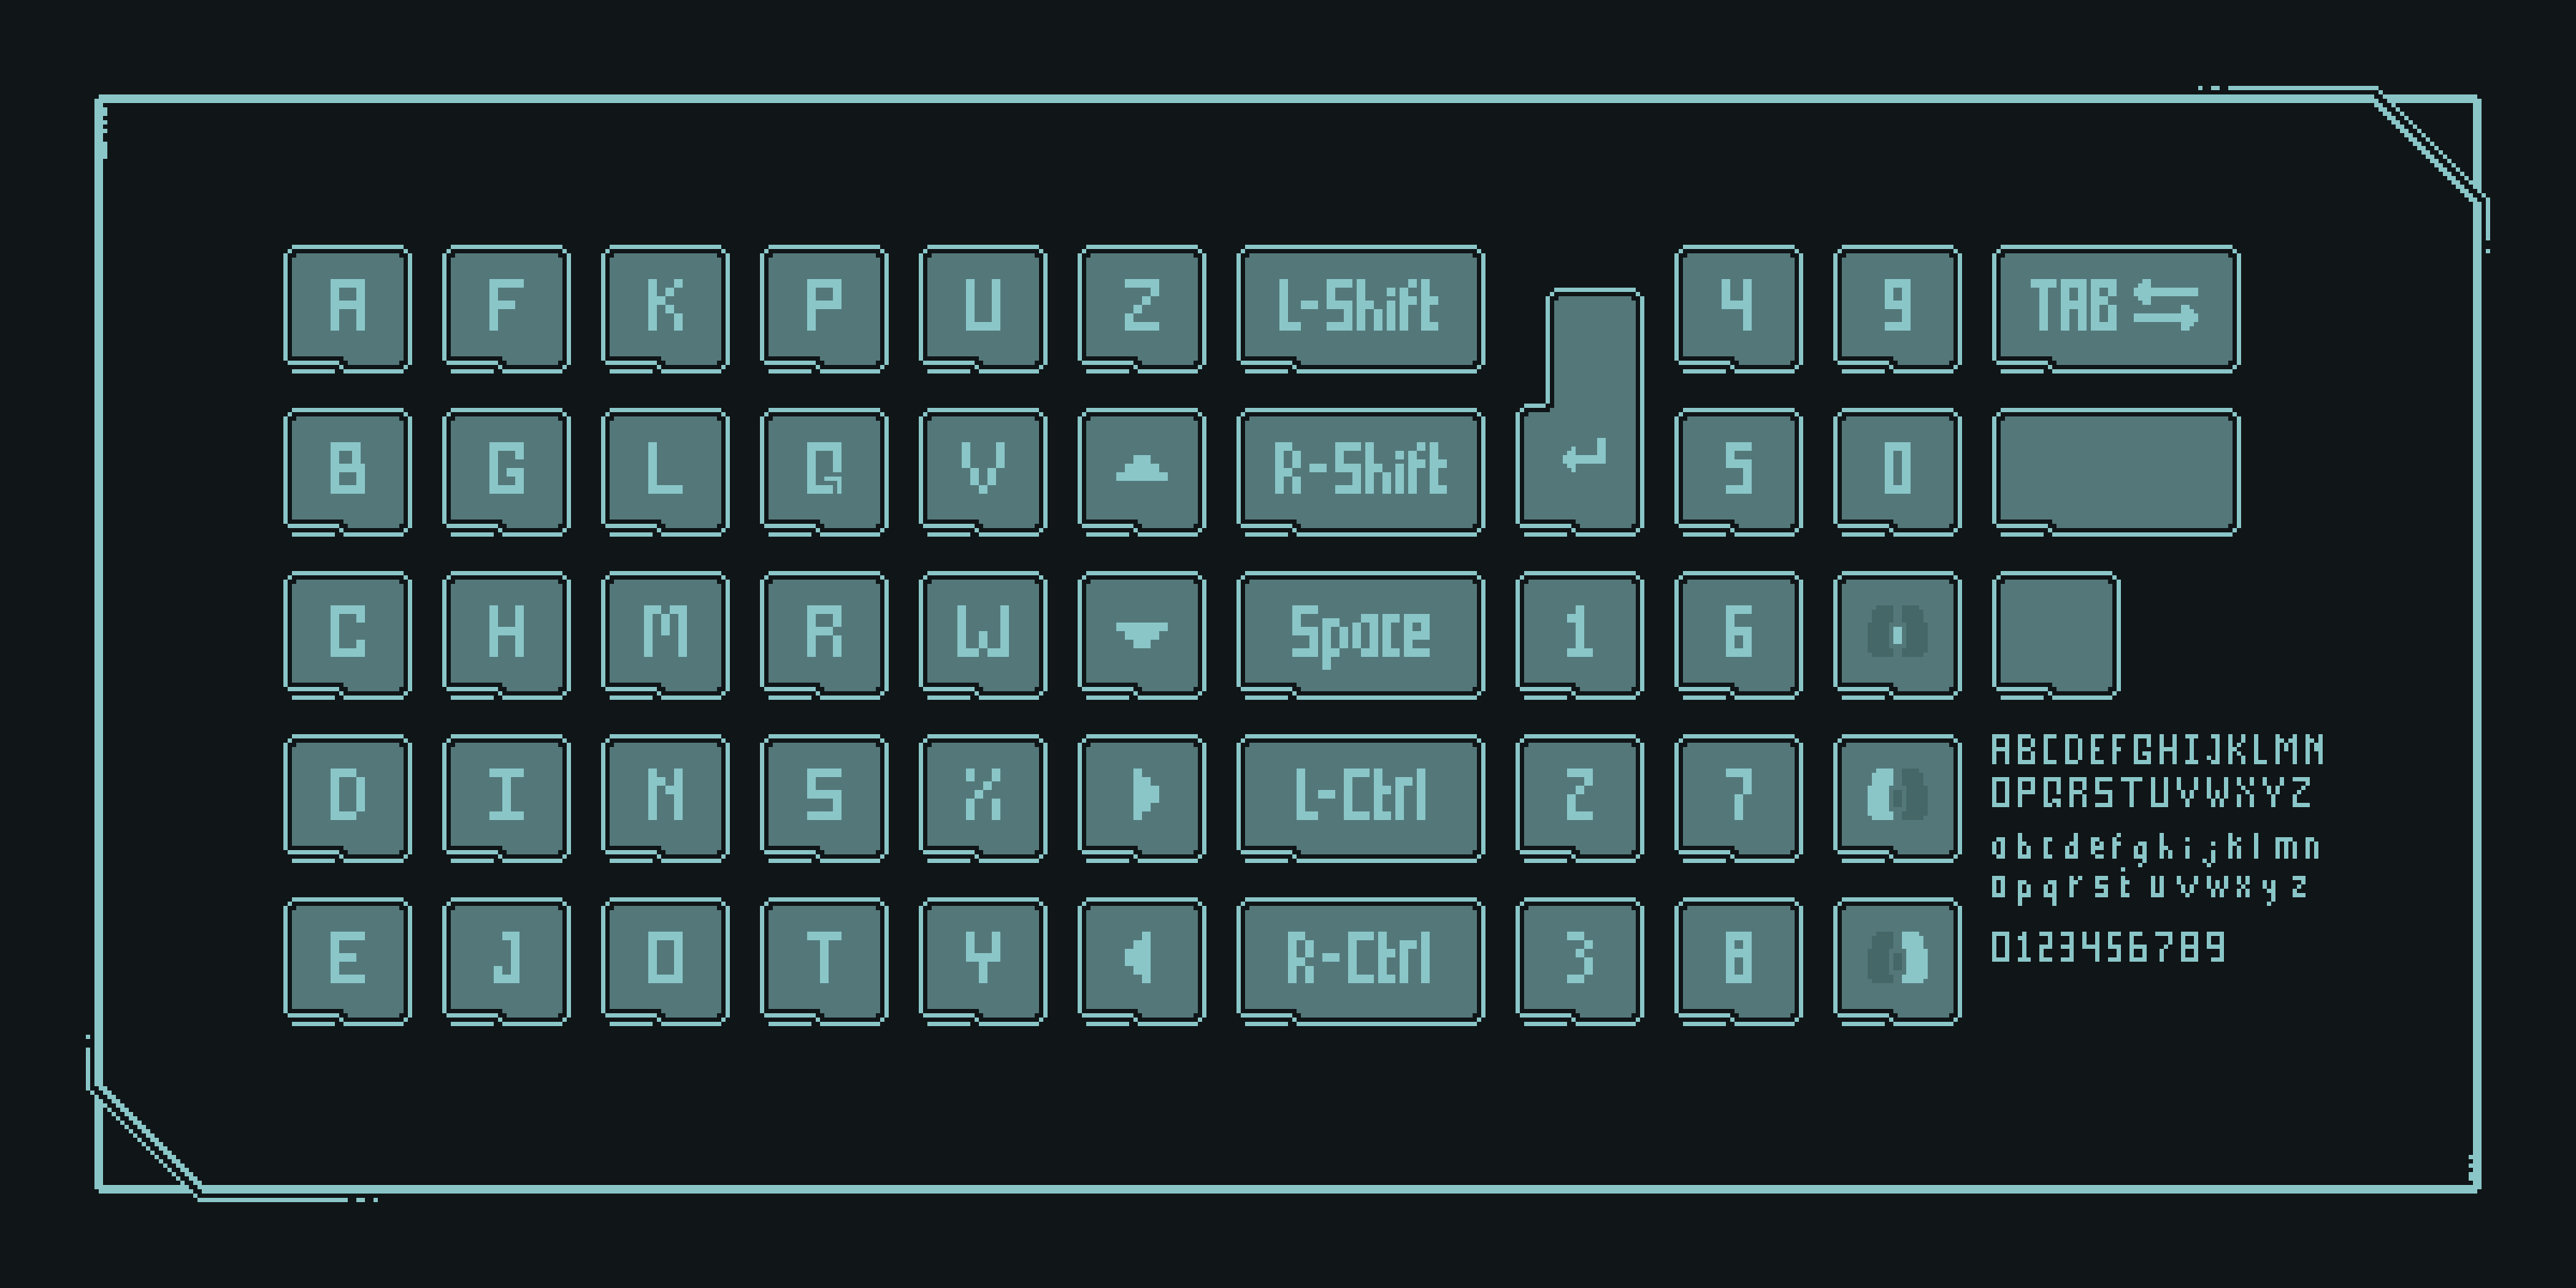 A F K P U Z L-Shift 4 9 TAB
B G L Q V R-Shift 5 0
C H M R W Space 1 6
D I N S X L-Ctrl 2 7
E J O T Y R-Ctrl 3 8
ABCDEFGHIJKLMN
OPQRSTUVWXYZ
abcdefghijklmn
opqrstuvwxyz
0123456789